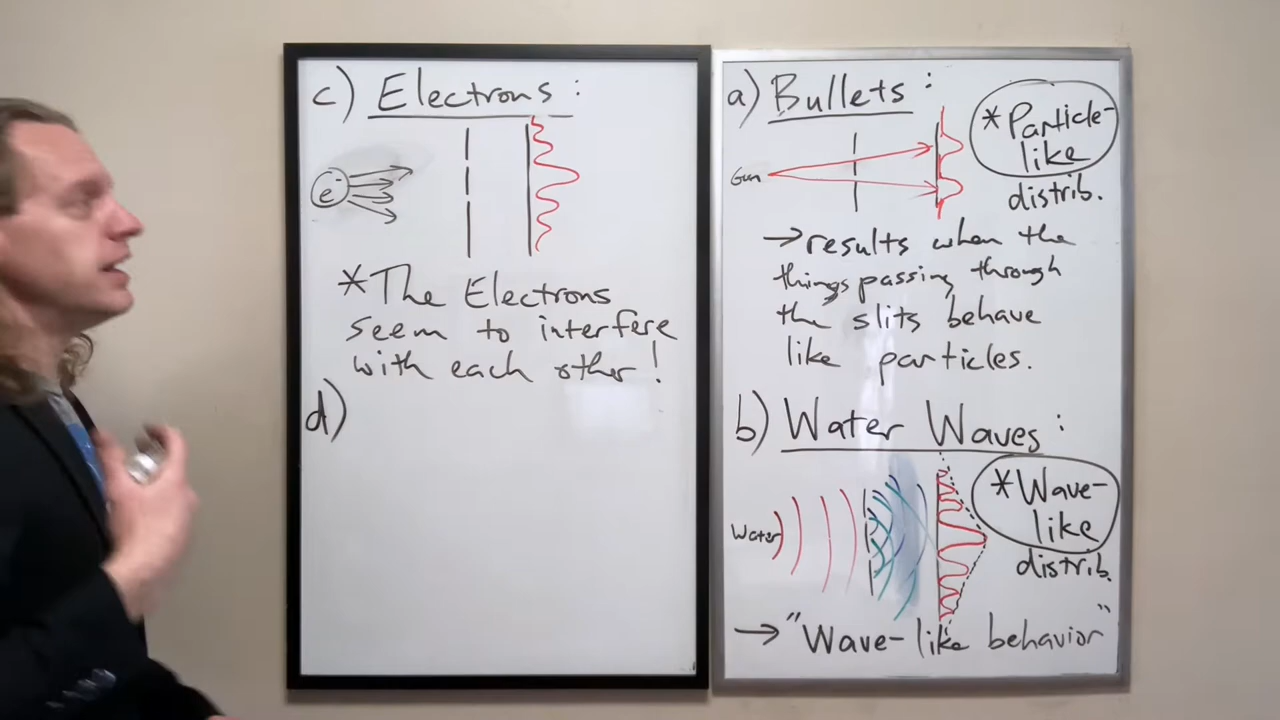 c) Electrons:
e⁻
*The Electrons
seem to interfere
with each other!
d)
a) Bullets:
*Particle-
like
distrib.
Gun
→results when the
things passing through
the slits behave
like particles.
b) Water Waves:
*Wave-
like
distrib.
Water
→ "Wave-like behavior"